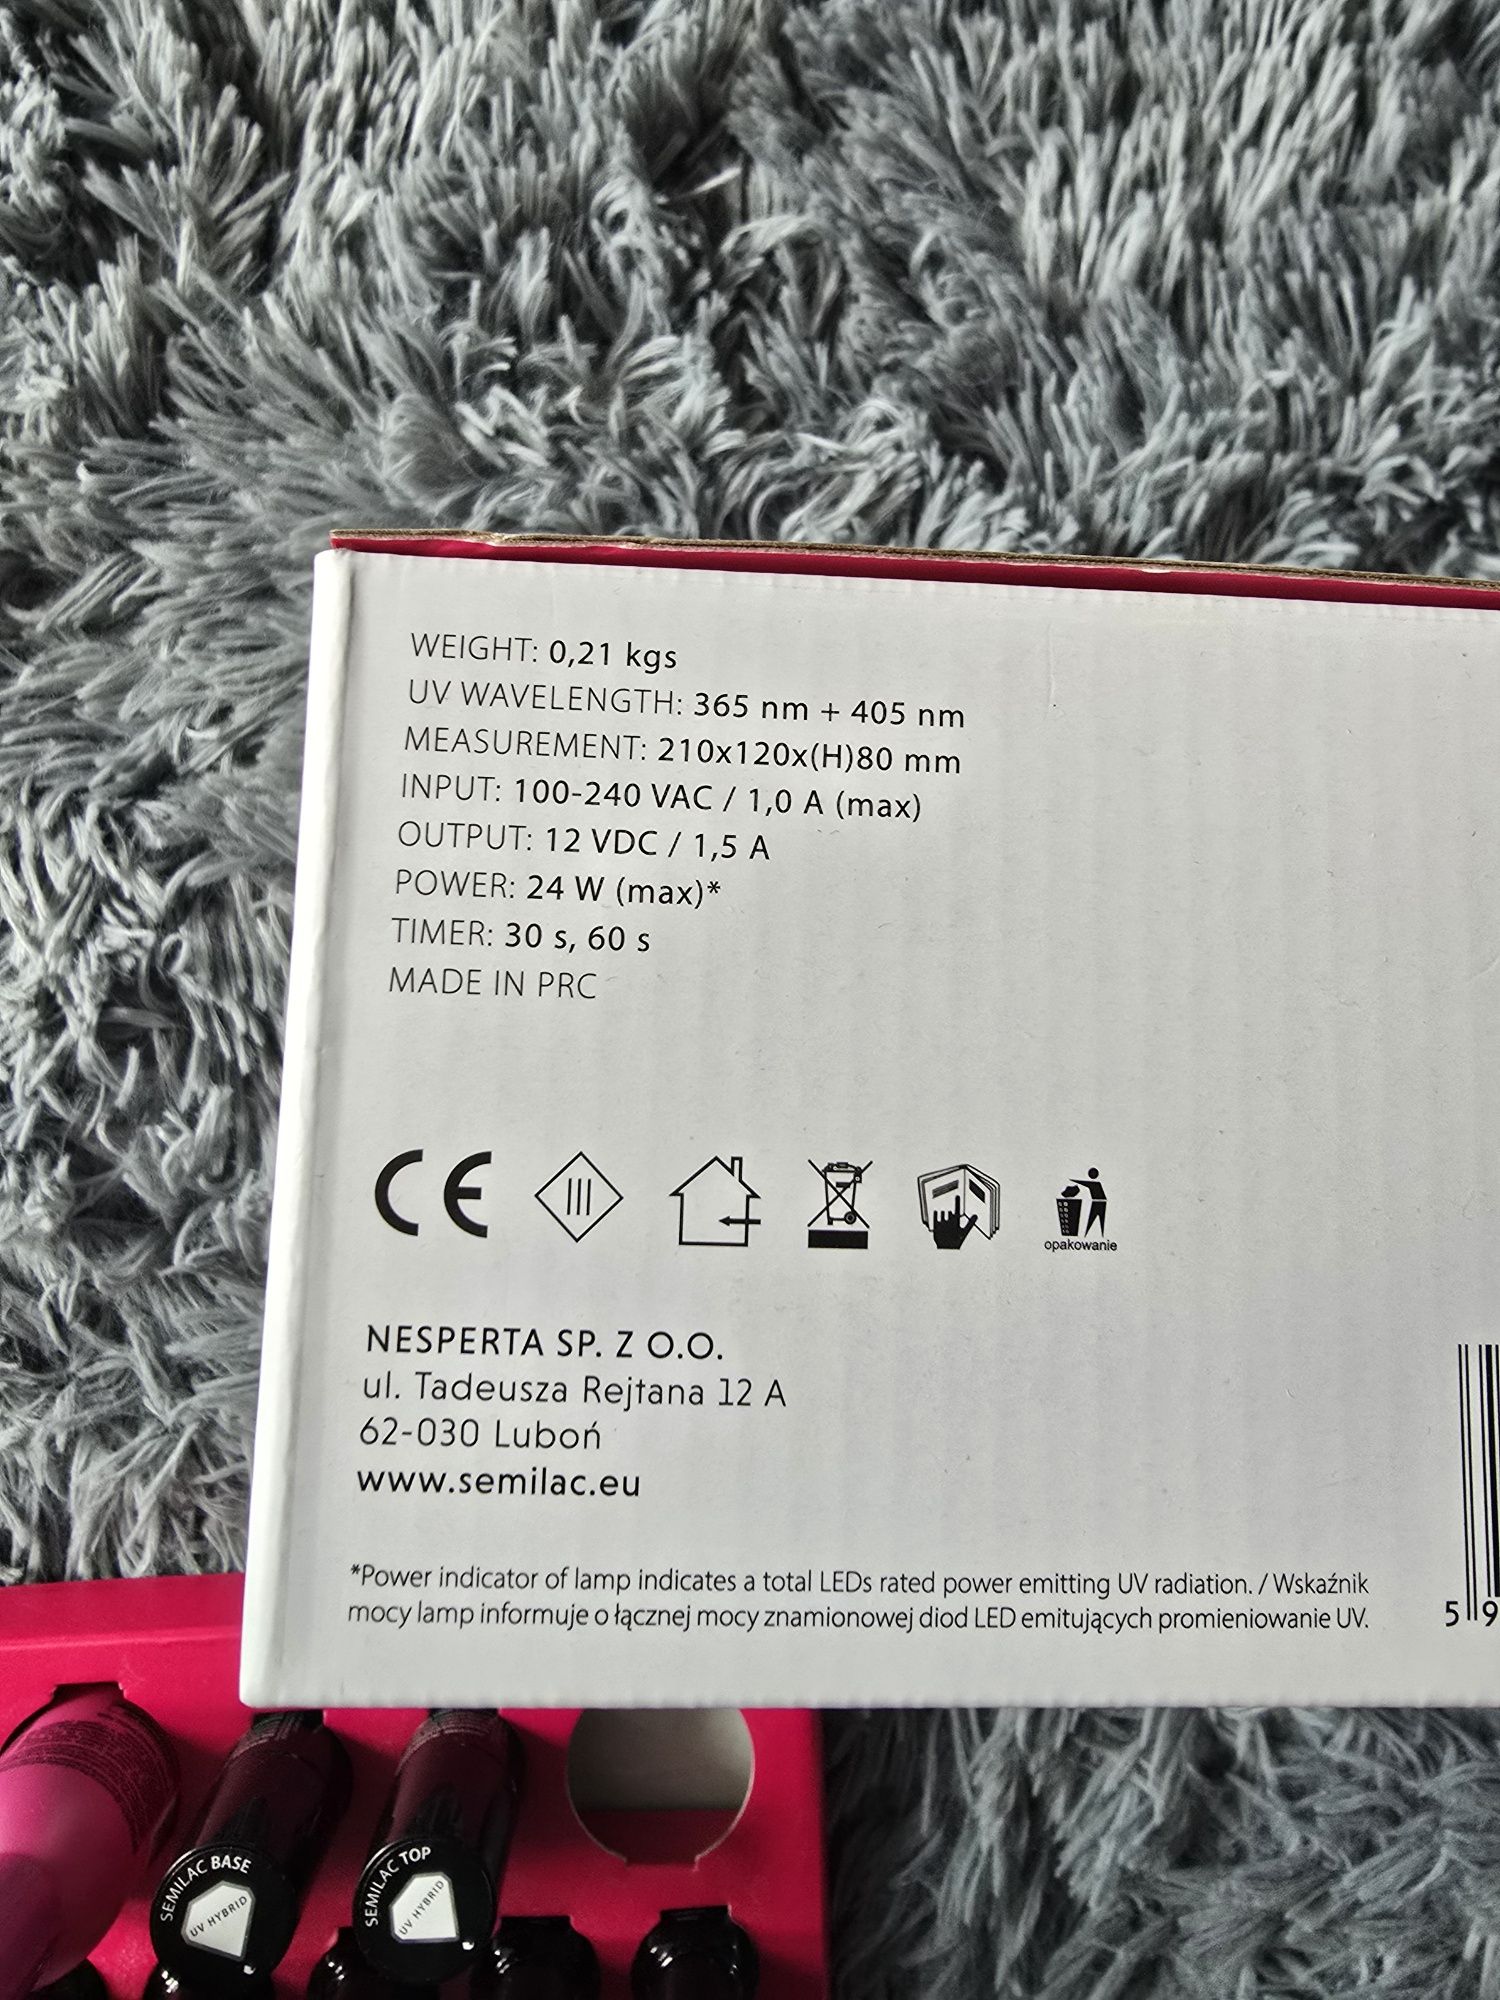 WEIGHT: 0,21 kgs
UV WAVELENGTH: 365 nm + 405 nm
MEASUREMENT: 210x120x(H)80 mm
INPUT: 100-240 VAC / 1,0 A (max)
OUTPUT: 12 VDC / 1,5 A
POWER: 24 W (max)*
TIMER: 30 s, 60 s
MADE IN PRC
CE
III
opakowanie
NESPERTA SP. Z O.O.
ul. Tadeusza Rejtana 12 A
62-030 Luboń
www.semilac.eu
*Power indicator of lamp indicates a total LEDs rated power emitting UV radiation. / Wskaźnik
mocy lamp informuje o łącznej mocy znamionowej diod LED emitujących promieniowanie UV.
5 9
SEMILAC BASE
UV HYBRID
SEMILAC TOP
UV HYBRID